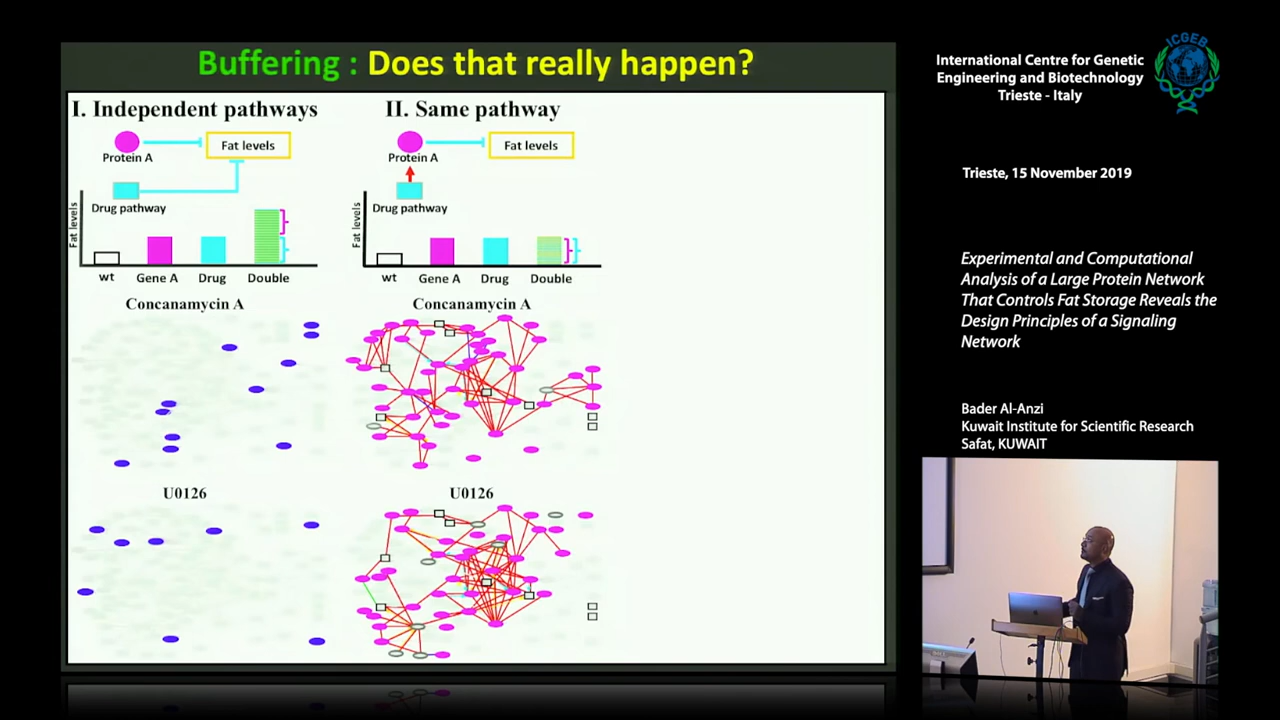 Buffering : Does that really happen?
I. Independent pathways
Protein A
Fat levels
Drug pathway
Fat levels
wt
Gene A
Drug
Double
II. Same pathway
Protein A
Fat levels
Drug pathway
Fat levels
wt
Gene A
Drug
Double
Concanamycin A
Concanamycin A
U0126
U0126
ICGEB
International Centre for Genetic
Engineering and Biotechnology
Trieste - Italy
Trieste, 15 November 2019
Experimental and Computational
Analysis of a Large Protein Network
That Controls Fat Storage Reveals the
Design Principles of a Signaling
Network
Bader Al-Anzi
Kuwait Institute for Scientific Research
Safat, KUWAIT